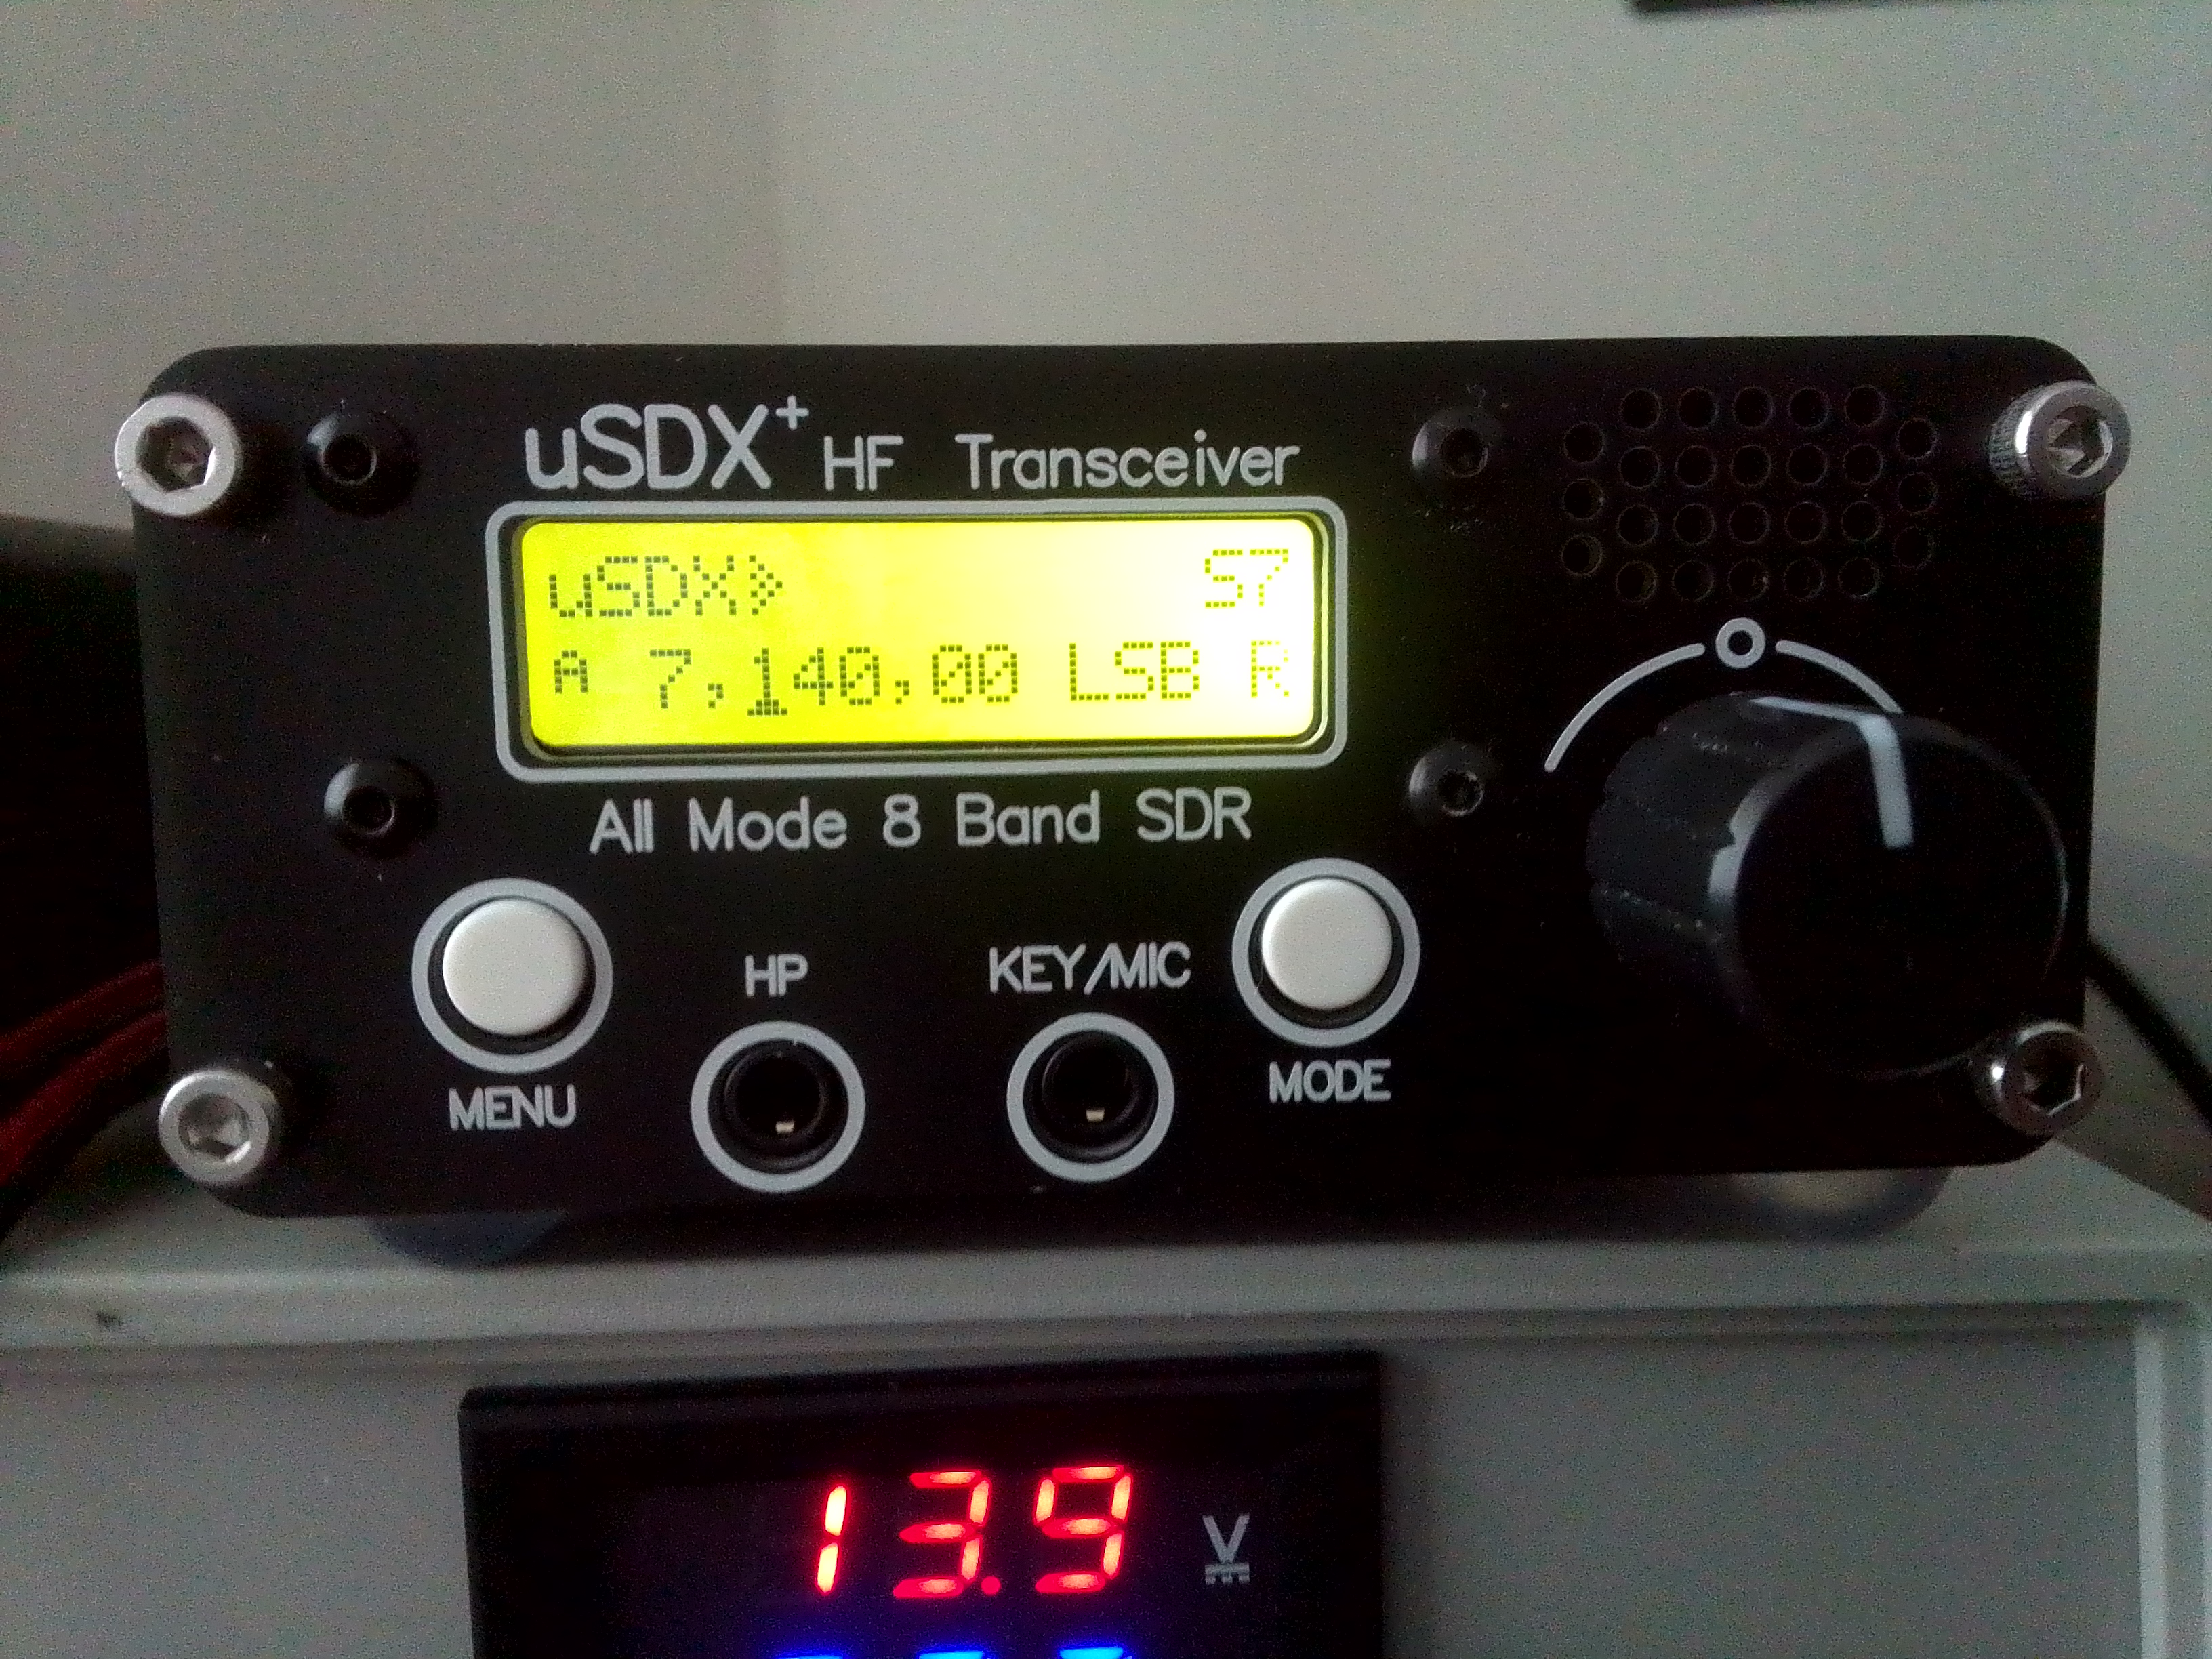 uSDX+ HF Transceiver
uSDX> S7
A 7,140,00 LSB R
All Mode 8 Band SDR
HP KEY/MIC
MENU MODE
13.9 V